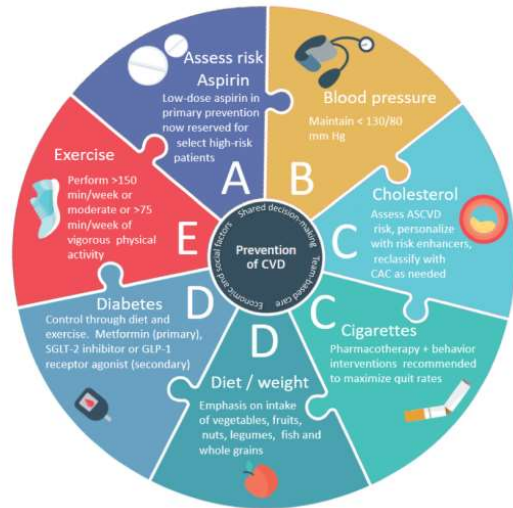 Assess risk
Aspirin
Low-dose aspirin in
primary prevention
now reserved for
select high-risk
patients
A
Blood pressure
Maintain < 130/80
mm Hg
B
Cholesterol
Assess ASCVD
risk, personalize
with risk enhancers,
reclassify with
CAC as needed
C
Cigarettes
Pharmacotherapy + behavior
interventions recommended
to maximize quit rates
C
Diet / weight
Emphasis on intake
of vegetables, fruits,
nuts, legumes, fish and
whole grains
D
Diabetes
Control through diet and
exercise. Metformin (primary),
SGLT-2 inhibitor or GLP-1
receptor agonist (secondary)
D
Exercise
Perform >150
min/week or
moderate or >75
min/week of
vigorous physical
activity
E
Shared decision-making
Team-based care
Economic and social factors
Prevention
of CVD